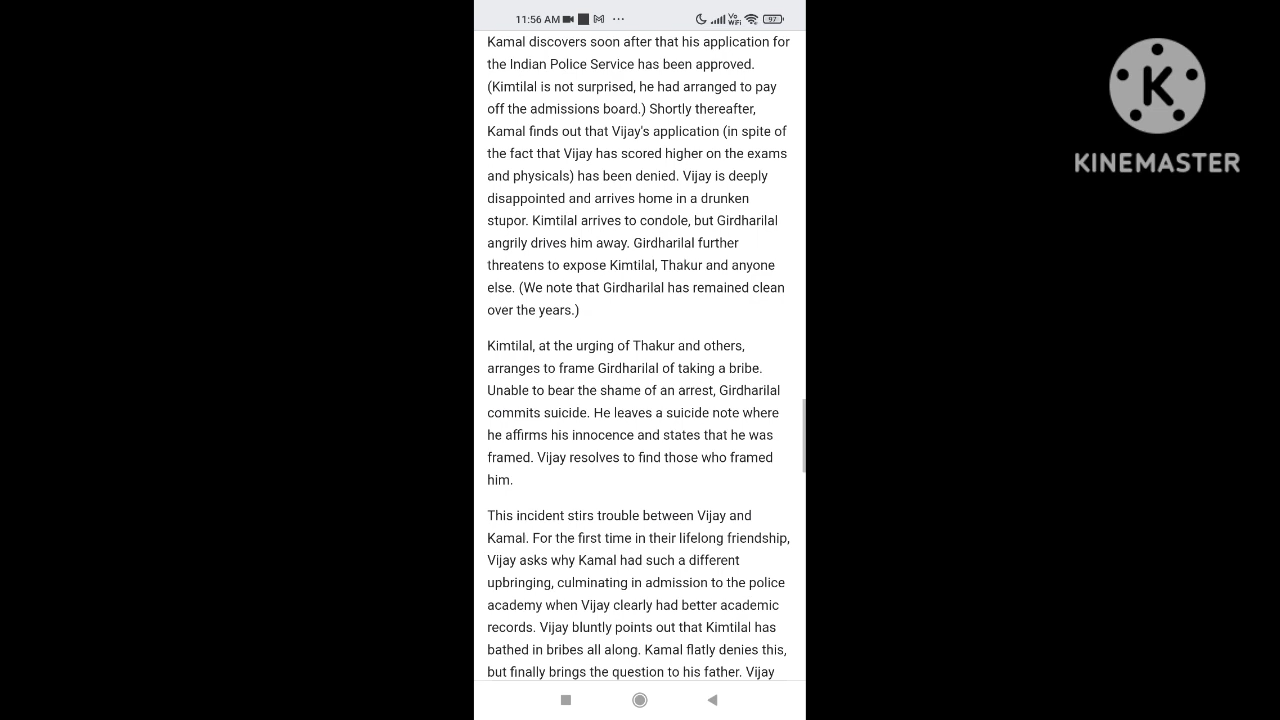 11:56 AM
Vo
WiFi
97
Kamal discovers soon after that his application for
the Indian Police Service has been approved.
(Kimtilal is not surprised, he had arranged to pay
off the admissions board.) Shortly thereafter,
Kamal finds out that Vijay's application (in spite of
the fact that Vijay has scored higher on the exams
and physicals) has been denied. Vijay is deeply
disappointed and arrives home in a drunken
stupor. Kimtilal arrives to condole, but Girdharilal
angrily drives him away. Girdharilal further
threatens to expose Kimtilal, Thakur and anyone
else. (We note that Girdharilal has remained clean
over the years.)
Kimtilal, at the urging of Thakur and others,
arranges to frame Girdharilal of taking a bribe.
Unable to bear the shame of an arrest, Girdharilal
commits suicide. He leaves a suicide note where
he affirms his innocence and states that he was
framed. Vijay resolves to find those who framed
him.
This incident stirs trouble between Vijay and
Kamal. For the first time in their lifelong friendship,
Vijay asks why Kamal had such a different
upbringing, culminating in admission to the police
academy when Vijay clearly had better academic
records. Vijay bluntly points out that Kimtilal has
bathed in bribes all along. Kamal flatly denies this,
but finally brings the question to his father. Vijay
K
KINEMASTER